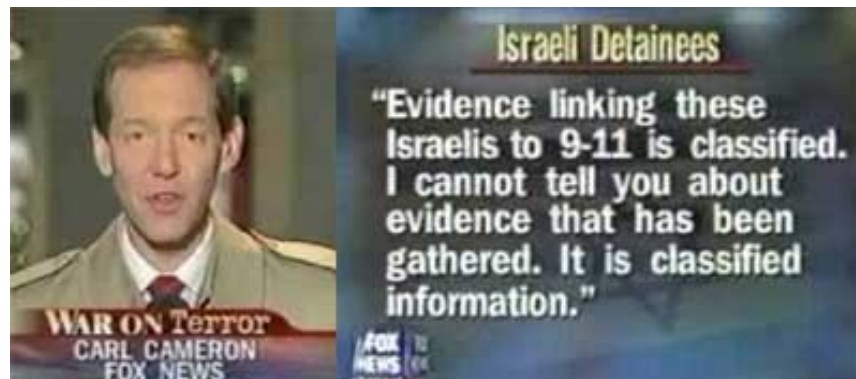 WAR ON TERROR
CARL CAMERON
FOX NEWS
Israeli Detainees
“Evidence linking these
Israelis to 9-11 is classified.
I cannot tell you about
evidence that has been
gathered. It is classified
information.”
FOX
NEWS